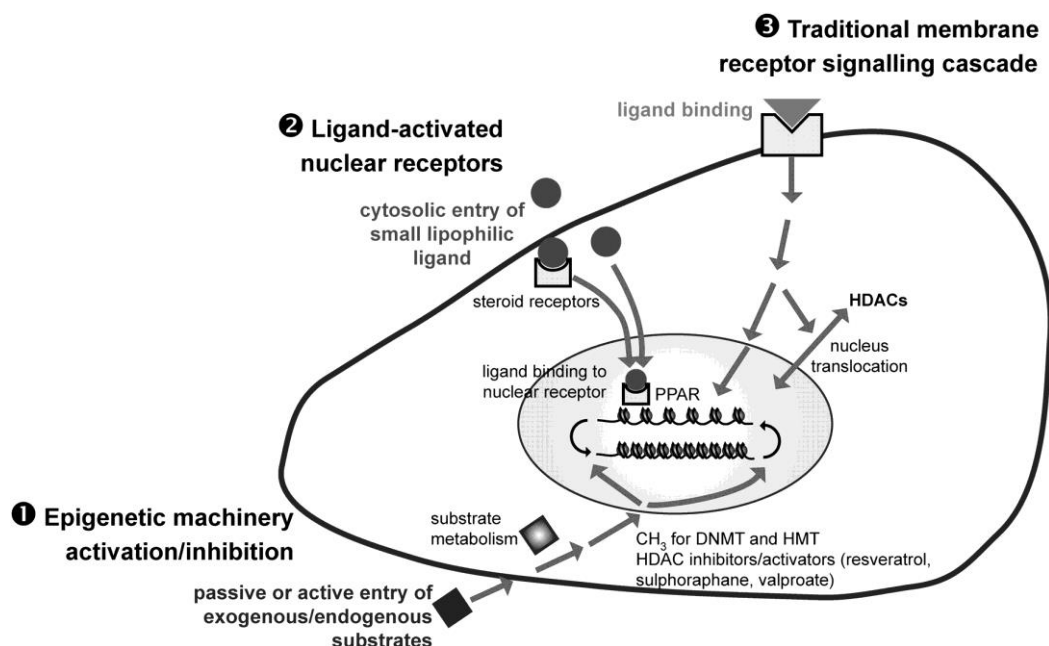 ❸ Traditional membrane
receptor signalling cascade
ligand binding
❷ Ligand-activated
nuclear receptors
cytosolic entry of
small lipophilic
ligand
steroid receptors
HDACs
nucleus
translocation
ligand binding to
nuclear receptor
PPAR
❶ Epigenetic machinery
activation/inhibition
substrate
metabolism
CH₃ for DNMT and HMT
HDAC inhibitors/activators (resveratrol,
sulphoraphane, valproate)
passive or active entry of
exogenous/endogenous
substrates